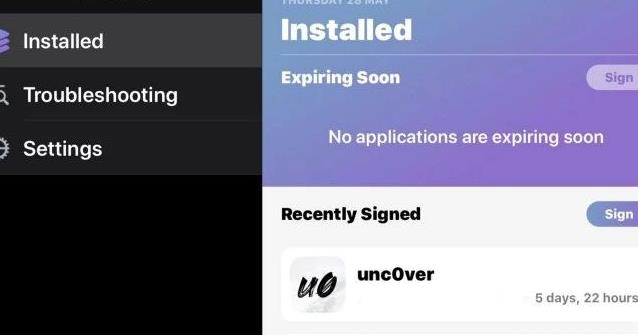 Installed
Troubleshooting
Settings
THURSDAY 28 MAY
Installed
Expiring Soon
Sign
No applications are expiring soon
Recently Signed
Sign
u0
unc0ver
5 days, 22 hours